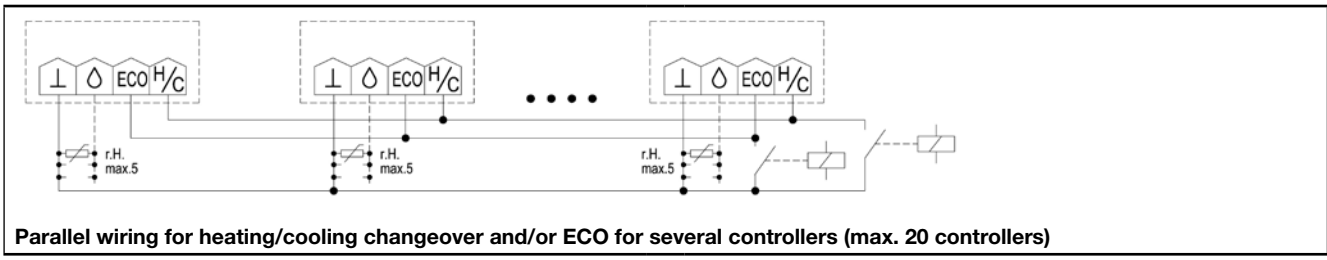 ⊥ ECO H/C
⊥ ECO H/C
⊥ ECO H/C
r.H.
max.5
r.H.
max.5
r.H.
max.5
Parallel wiring for heating/cooling changeover and/or ECO for several controllers (max. 20 controllers)